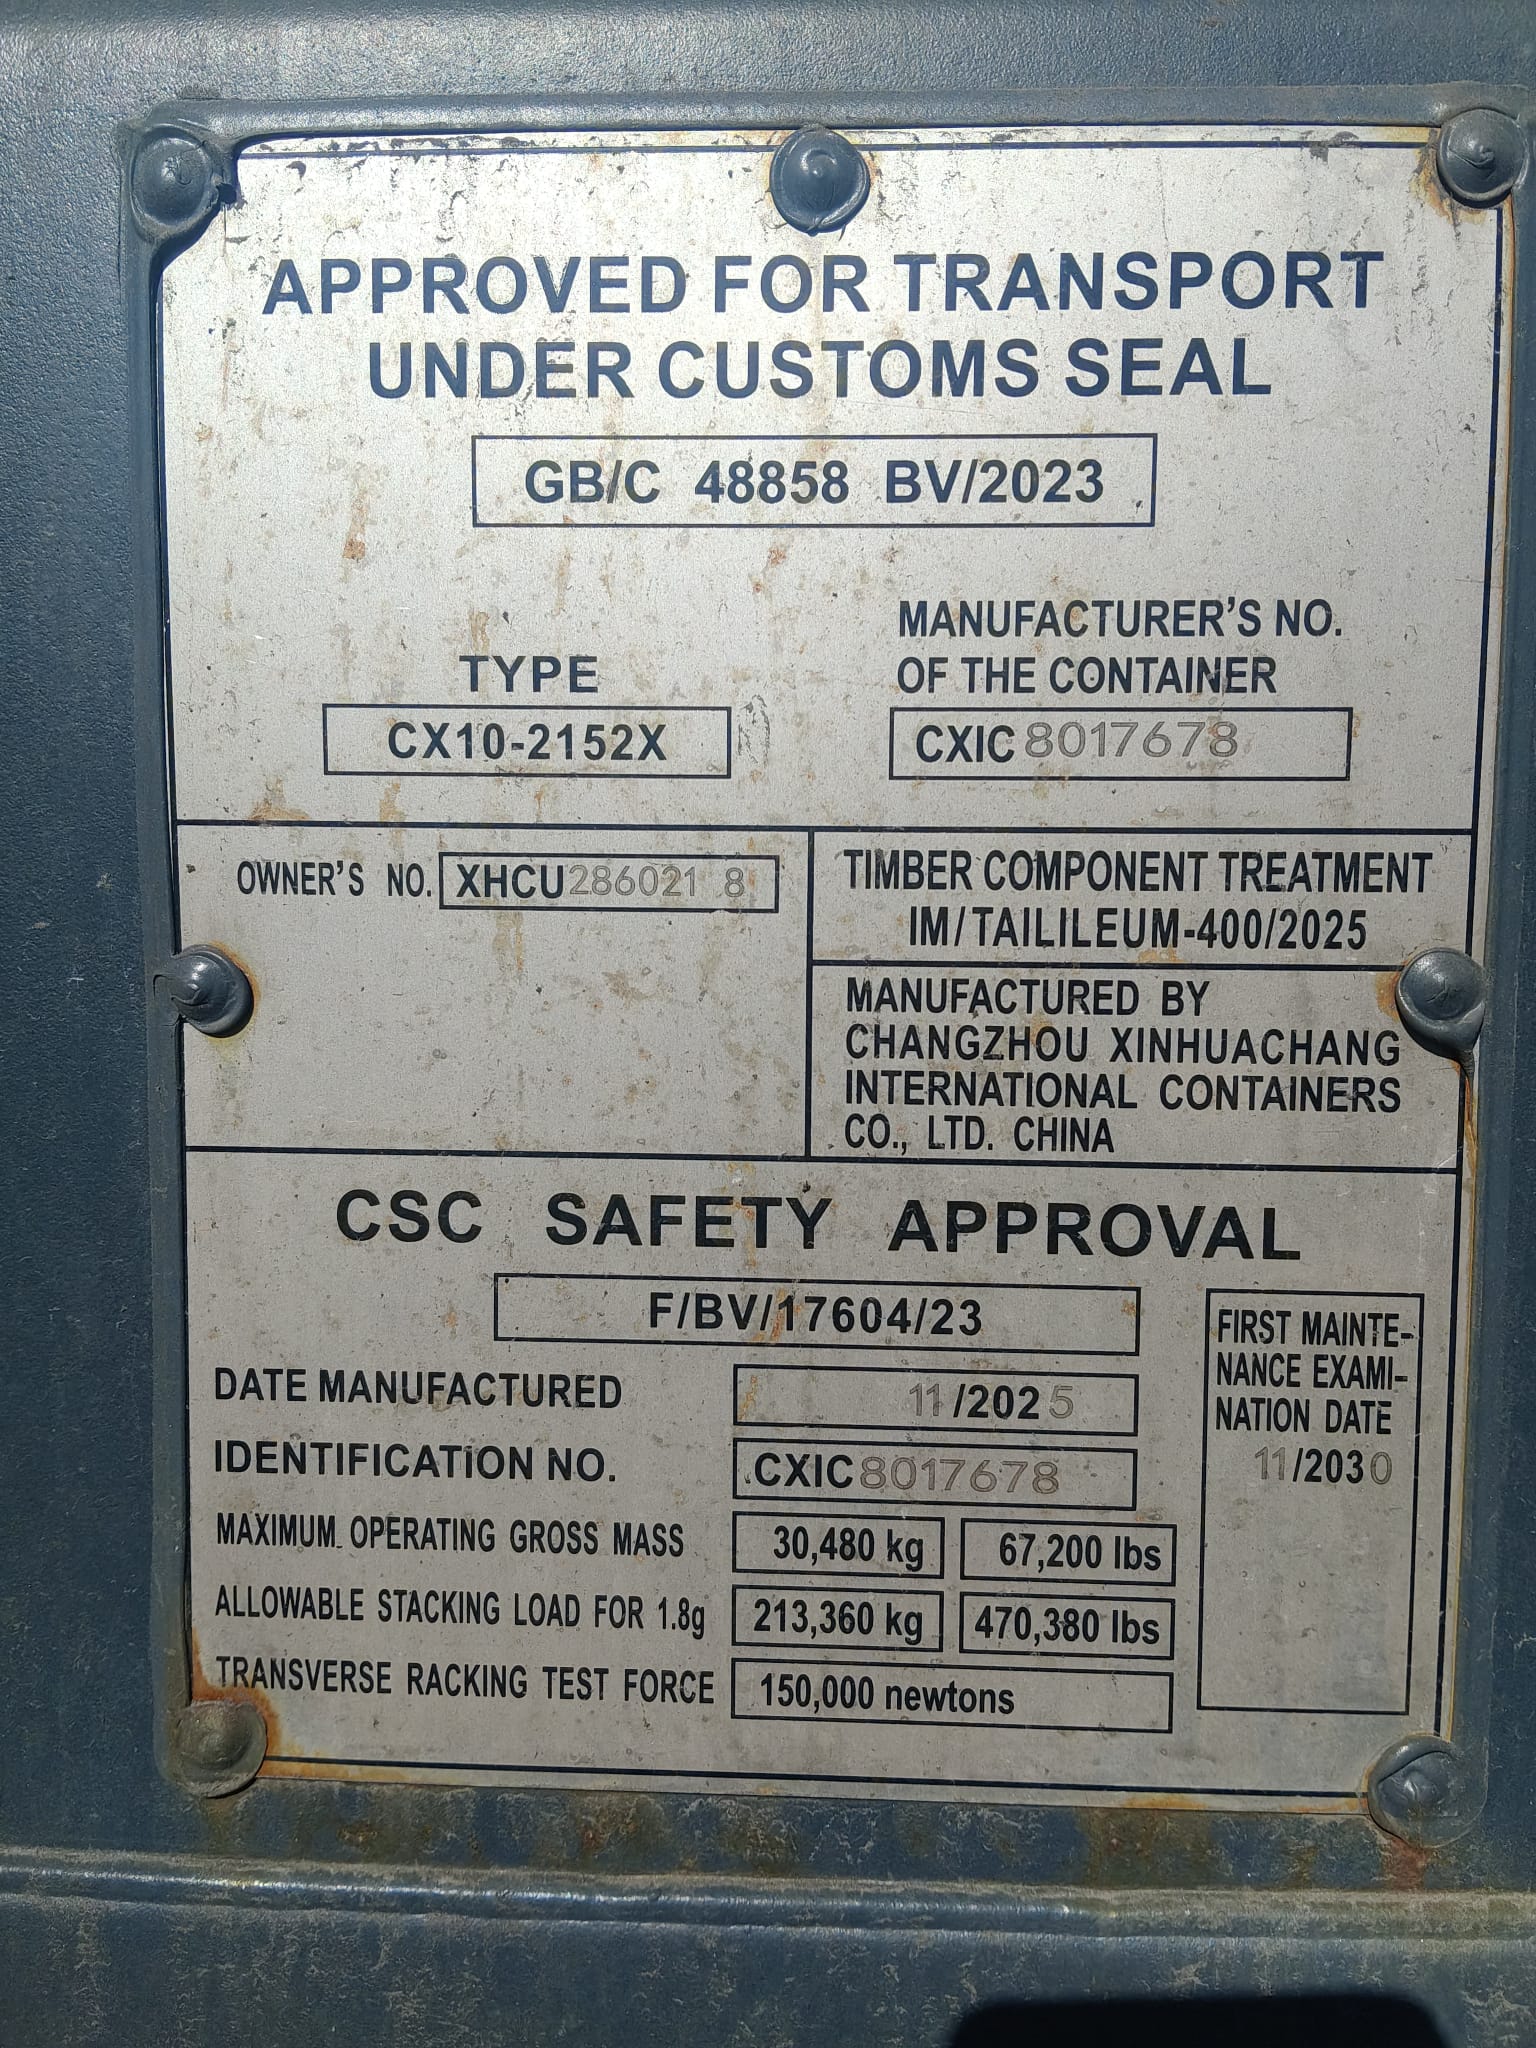 APPROVED FOR TRANSPORT
UNDER CUSTOMS SEAL
GB/C 48858 BV/2023
TYPE
CX10-2152X
MANUFACTURER'S NO.
OF THE CONTAINER
CXIC 8017678
OWNER'S NO. XHCU 286021 8
TIMBER COMPONENT TREATMENT
IM/TAILILEUM-400/2025
MANUFACTURED BY
CHANGZHOU XINHUACHANG
INTERNATIONAL CONTAINERS
CO., LTD. CHINA
CSC SAFETY APPROVAL
F/BV/17604/23
DATE MANUFACTURED 11/2025
IDENTIFICATION NO. CXIC 8017678
MAXIMUM OPERATING GROSS MASS 30,480 kg 67,200 lbs
ALLOWABLE STACKING LOAD FOR 1.8g 213,360 kg 470,380 lbs
TRANSVERSE RACKING TEST FORCE 150,000 newtons
FIRST MAINTE-
NANCE EXAMI-
NATION DATE
11/2030